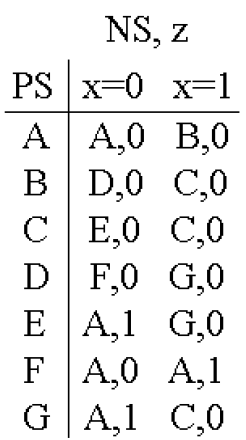 NS, z
PS x=0 x=1
A A,0 B,0
B D,0 C,0
C E,0 C,0
D F,0 G,0
E A,1 G,0
F A,0 A,1
G A,1 C,0